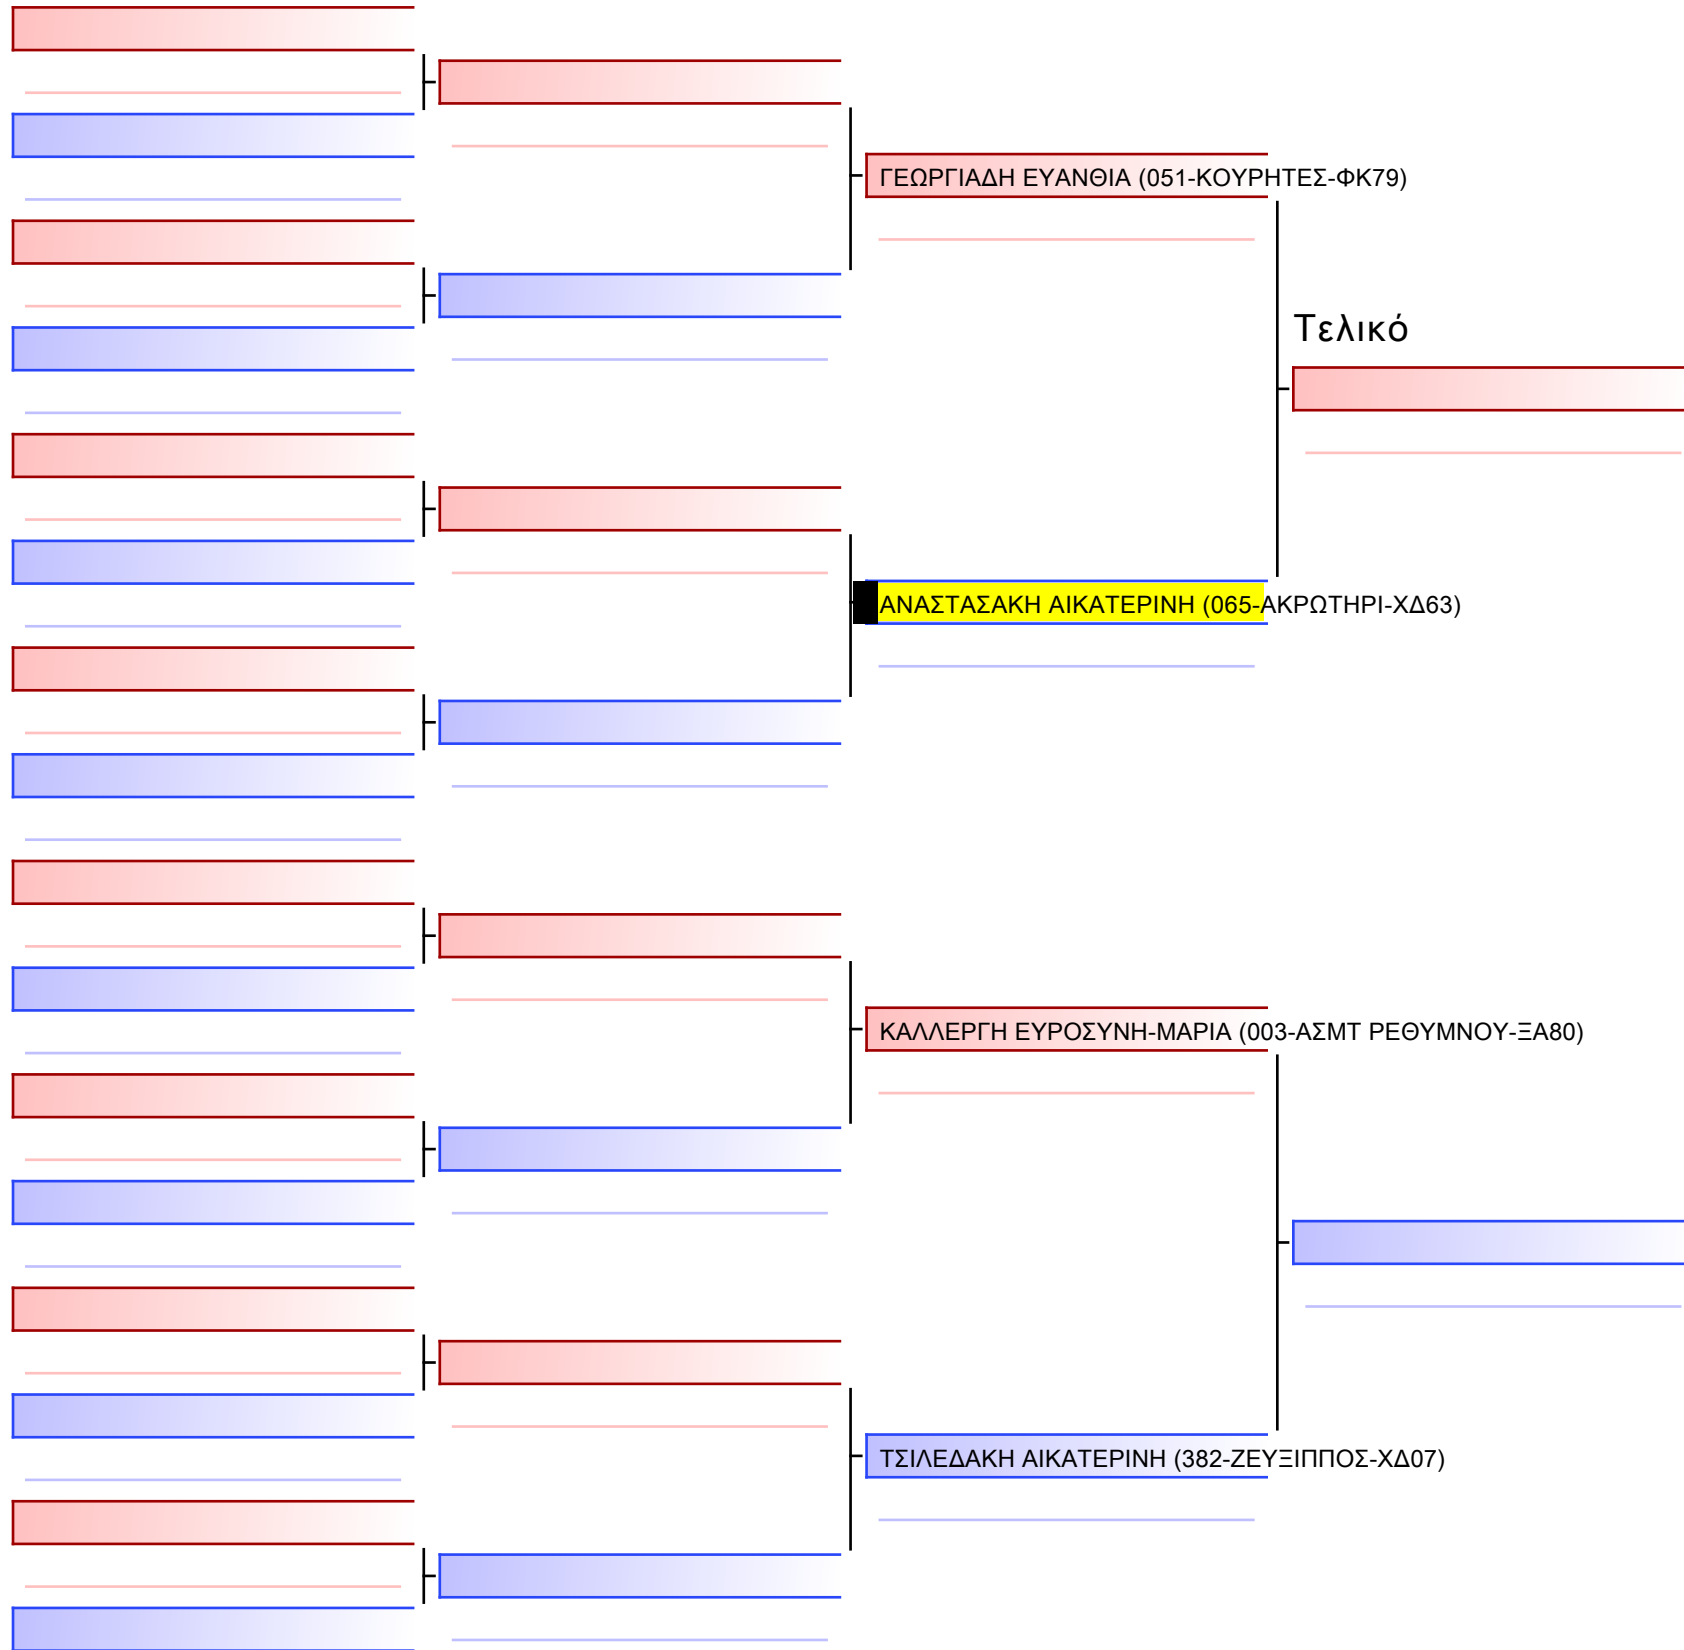 ΓΕΩΡΓΙΑΔΗ ΕΥΑΝΘΙΑ (051-ΚΟΥΡΗΤΕΣ-ΦΚ79)
Τελικό
ΑΝΑΣΤΑΣΑΚΗ ΑΙΚΑΤΕΡΙΝΗ (065-ΑΚΡΩΤΗΡΙ-ΧΔ63)
ΚΑΛΛΕΡΓΗ ΕΥΡΟΣΥΝΗ-ΜΑΡΙΑ (003-ΑΣΜΤ ΡΕΘΥΜΝΟΥ-ΞΑ80)
ΤΣΙΛΕΔΑΚΗ ΑΙΚΑΤΕΡΙΝΗ (382-ΖΕΥΞΙΠΠΟΣ-ΧΔ07)